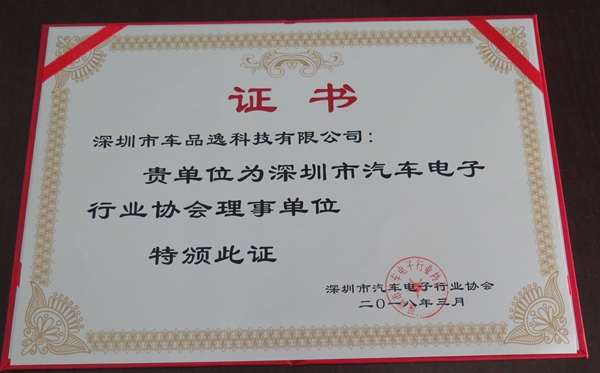 证书
深圳市车品逸科技有限公司：
贵单位为深圳市汽车电子
行业协会理事单位
特颁此证
深圳市汽车电子行业协会
二〇一八年三月